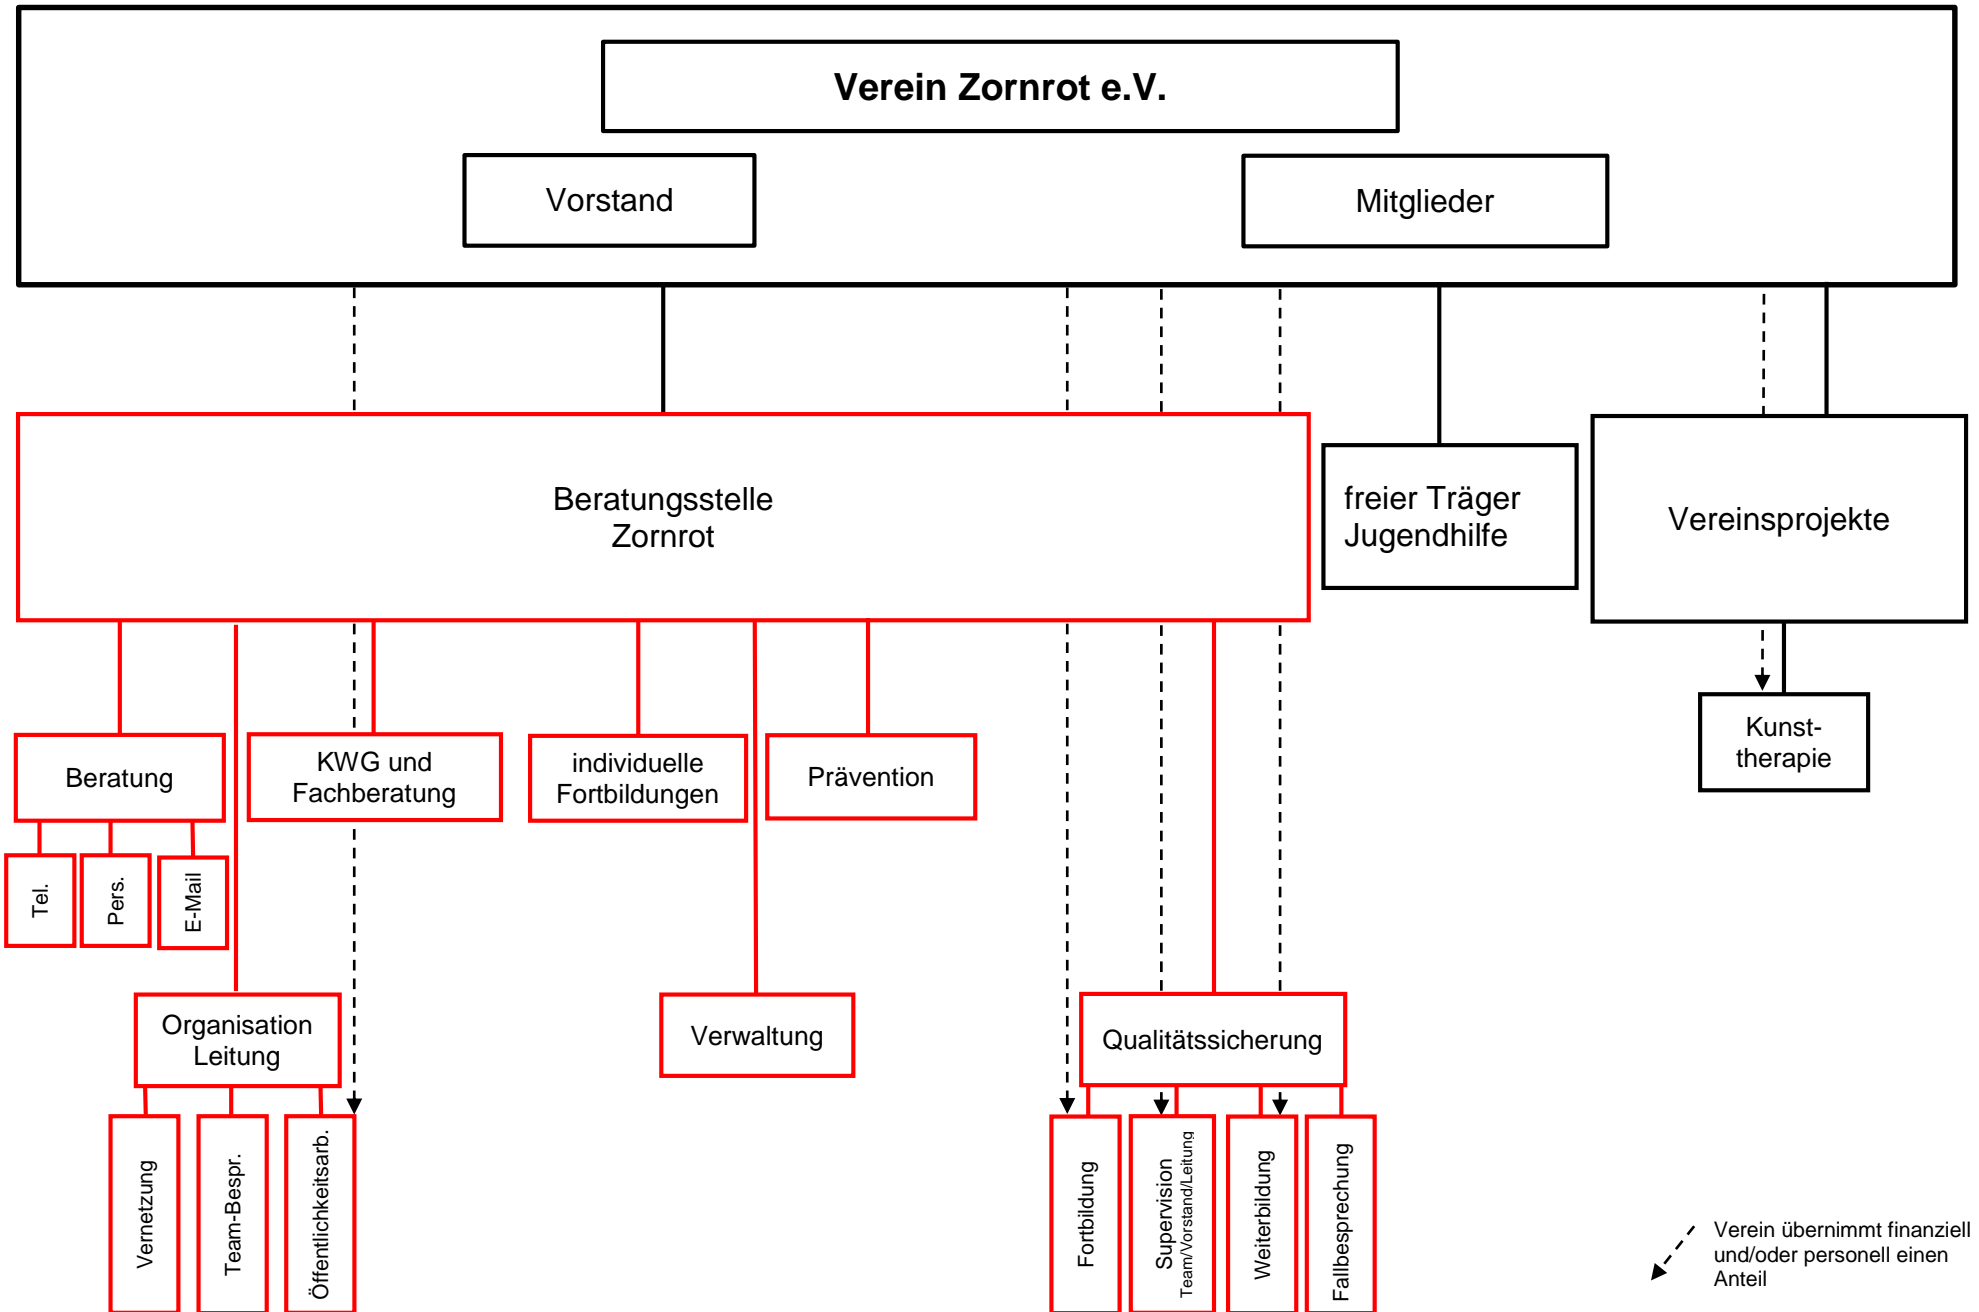 Verein Zornrot e.V.
Vorstand
Mitglieder
Beratungsstelle
Zornrot
freier Träger
Jugendhilfe
Vereinsprojekte
Beratung
KWG und
Fachberatung
individuelle
Fortbildungen
Prävention
Kunst-
therapie
Tel.
Pers.
E-Mail
Organisation
Leitung
Verwaltung
Qualitätssicherung
Vernetzung
Team-Bespr.
Öffentlichkeitsarb.
Fortbildung
Supervision
Team/Vorstand/Leitung
Weiterbildung
Fallbesprechung
Verein übernimmt finanziell
und/oder personell einen
Anteil